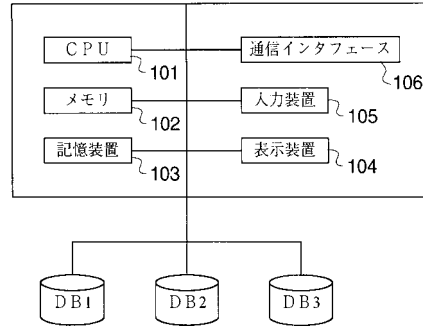 CPU
101
通信インタフェース
106
メモリ
102
入力装置
105
記憶装置
103
表示装置
104
DB1
DB2
DB3